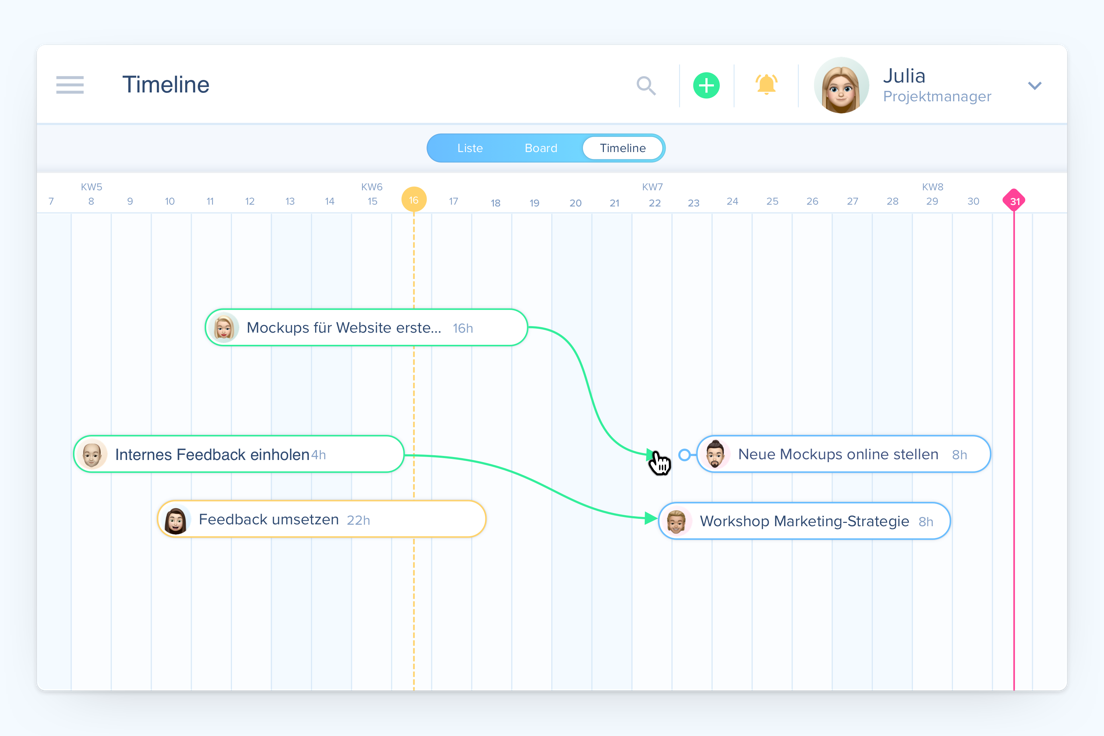 Timeline
Julia
Projektmanager
Liste Board Timeline
KW5 KW6 KW7 KW8
7 8 9 10 11 12 13 14 15 16 17 18 19 20 21 22 23 24 25 26 27 28 29 30 31
Mockups für Website erste... 16h
Internes Feedback einholen 4h
Neue Mockups online stellen 8h
Feedback umsetzen 22h
Workshop Marketing-Strategie 8h